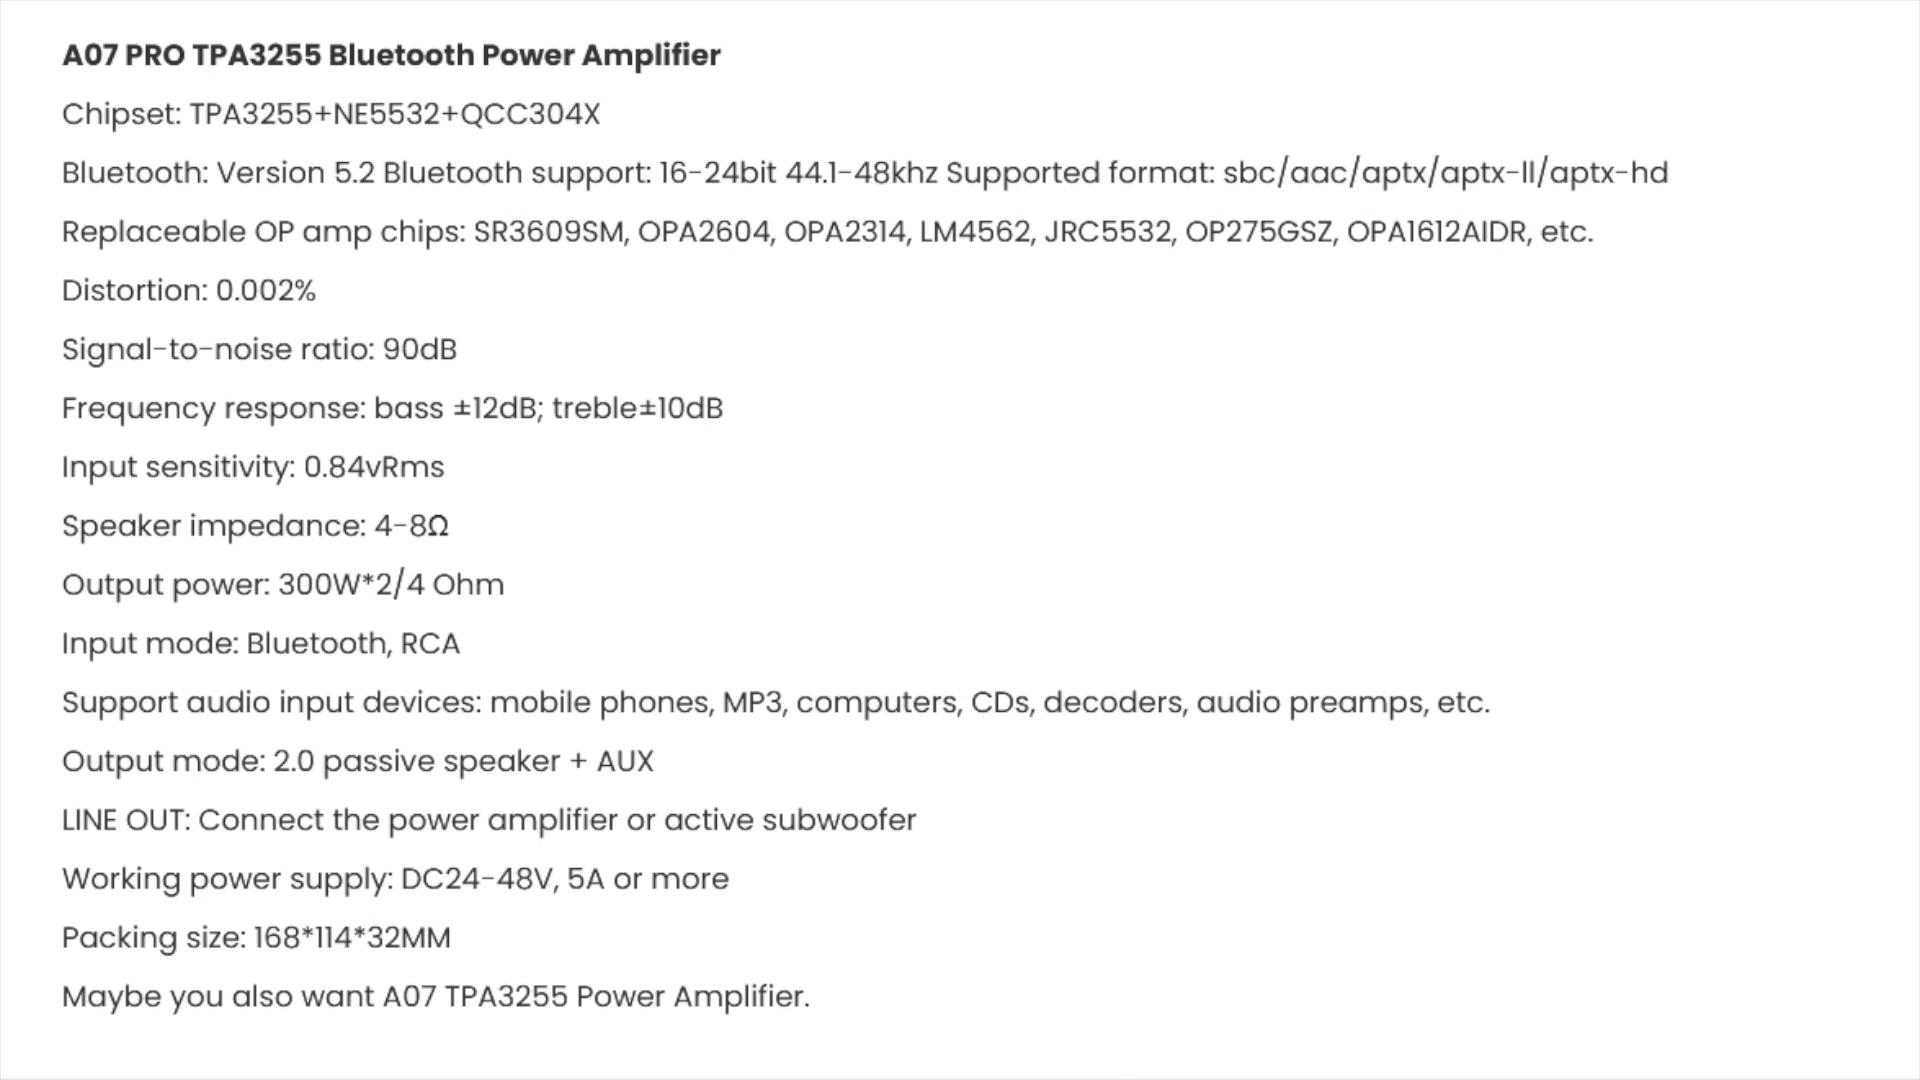 A07 PRO TPA3255 Bluetooth Power Amplifier
Chipset: TPA3255+NE5532+QCC304X
Bluetooth: Version 5.2 Bluetooth support: 16-24bit 44.1-48khz Supported format: sbc/aac/aptx/aptx-ll/aptx-hd
Replaceable OP amp chips: SR3609SM, OPA2604, OPA2314, LM4562, JRC5532, OP275GSZ, OPA1612AIDR, etc.
Distortion: 0.002%
Signal-to-noise ratio: 90dB
Frequency response: bass ±12dB; treble±10dB
Input sensitivity: 0.84vRms
Speaker impedance: 4-8Ω
Output power: 300W*2/4 Ohm
Input mode: Bluetooth, RCA
Support audio input devices: mobile phones, MP3, computers, CDs, decoders, audio preamps, etc.
Output mode: 2.0 passive speaker + AUX
LINE OUT: Connect the power amplifier or active subwoofer
Working power supply: DC24-48V, 5A or more
Packing size: 168*114*32MM
Maybe you also want A07 TPA3255 Power Amplifier.